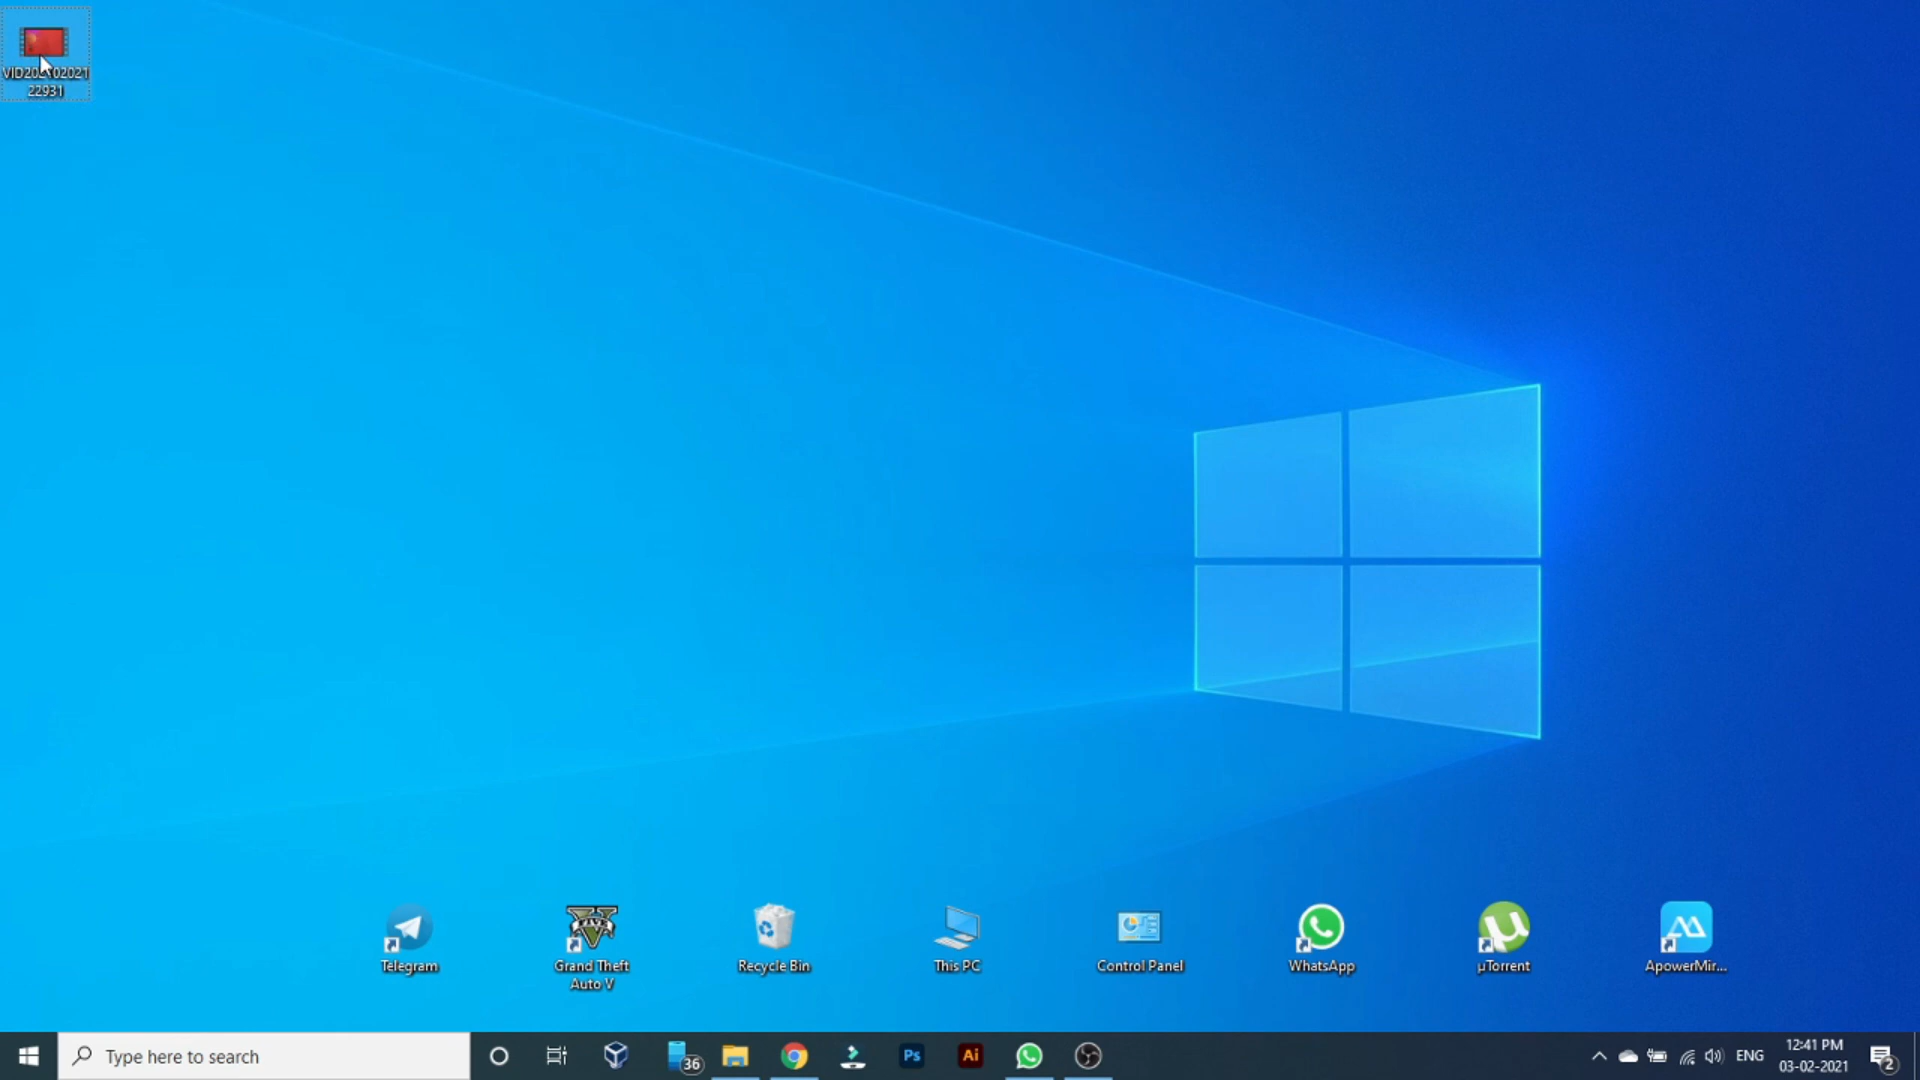 22931
Telegram
Grand Theft
Auto V
Recycle Bin
This PC
Control Panel
WhatsApp
µTorrent
ApowerMir...
Type here to search
36
Ps
Ai
ENG
12:41 PM
03-02-2021
2